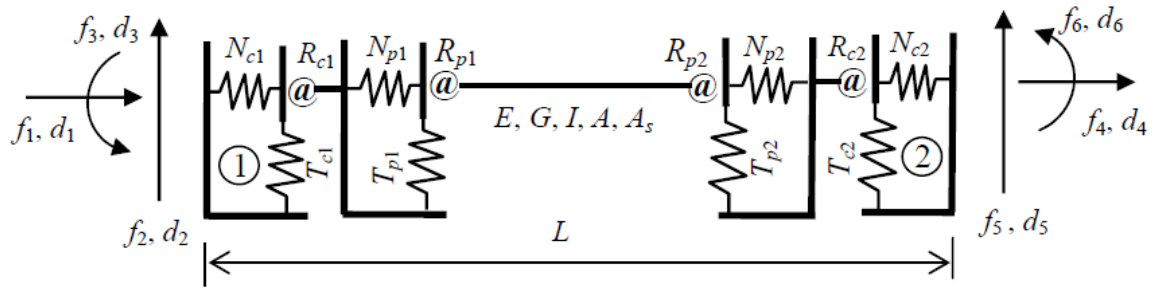 f3, d3
Nc1
Rc1
Np1
Rp1
Rp2
Np2
Rc2
Nc2
f6, d6
@
@
@
@
f1, d1
E, G, I, A, As
f4, d4
1
Tc1
Tp1
Tp2
Tc2
2
f2, d2
L
f5, d5